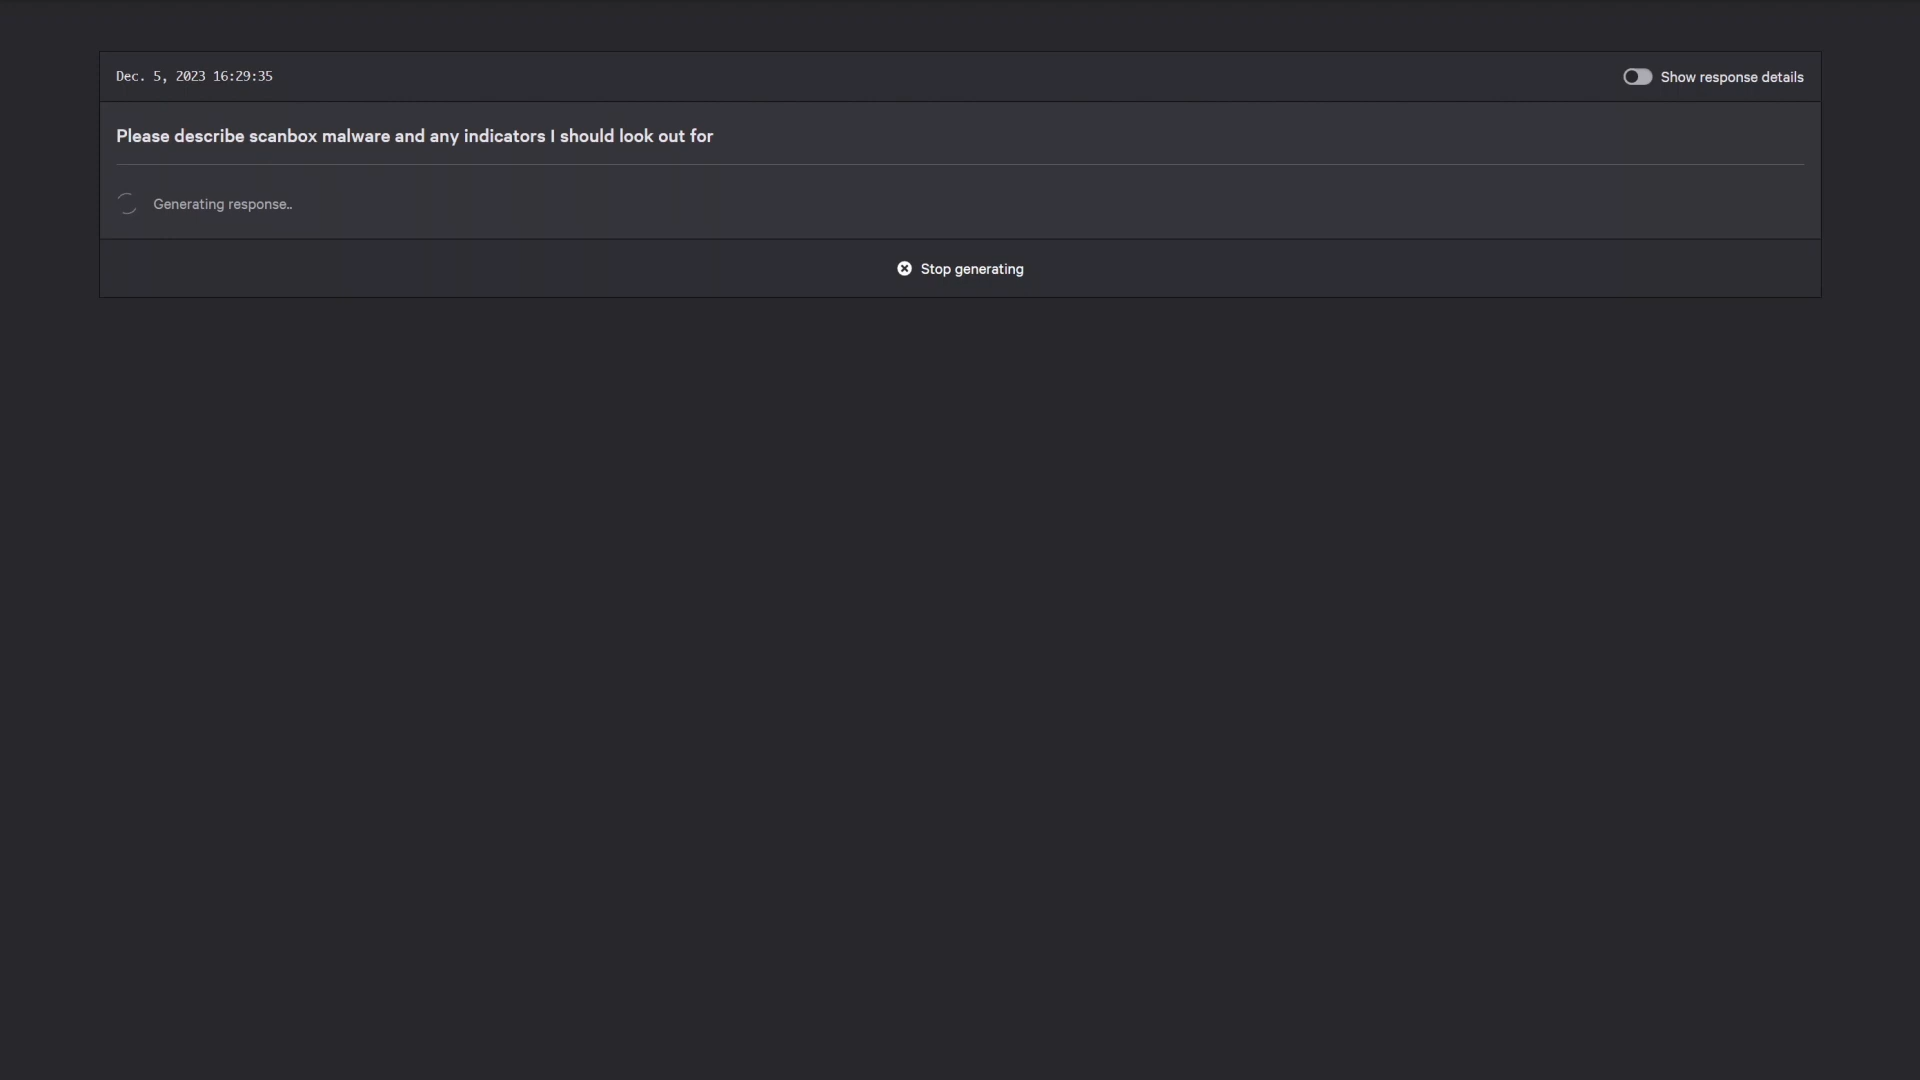 Dec. 5, 2023 16:29:35
Show response details
Please describe scanbox malware and any indicators I should look out for
Generating response..
Stop generating